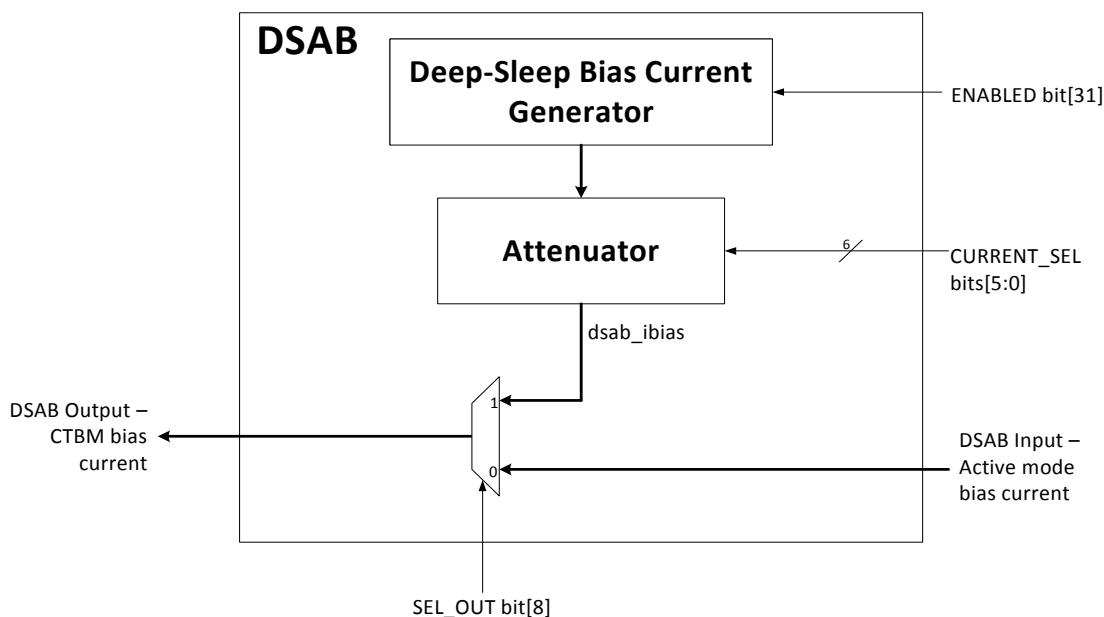 DSAB
Deep-Sleep Bias Current
Generator
ENABLED bit[31]
Attenuator
6
CURRENT_SEL
bits[5:0]
dsab_ibias
1
DSAB Output –
CTBM bias
current
0
DSAB Input –
Active mode
bias current
SEL_OUT bit[8]